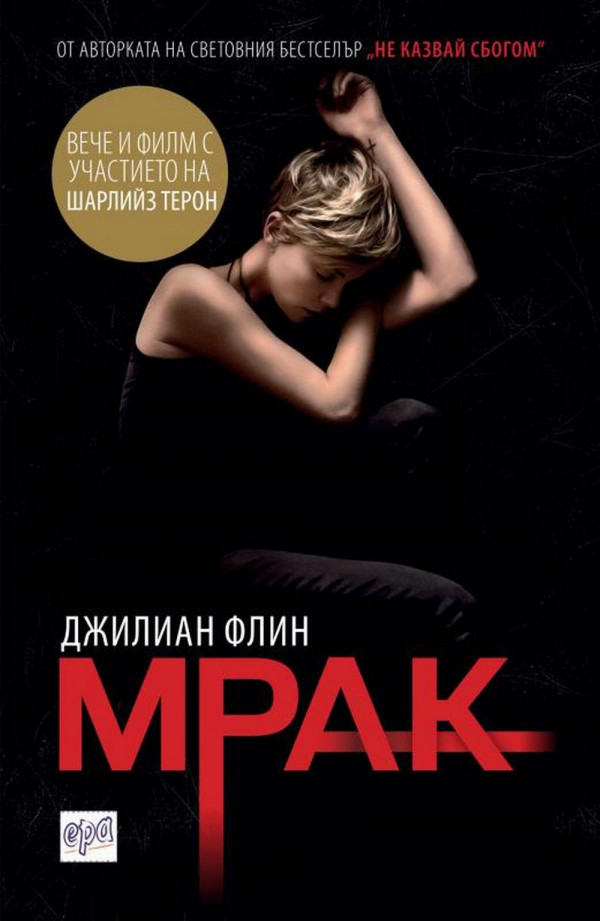 ОТ АВТОРКАТА НА СВЕТОВНИЯ БЕСТСЕЛЪР „НЕ КАЗВАЙ СБОГОМ"
ВЕЧЕ И ФИЛМ С
УЧАСТИЕТО НА
ШАРЛИЙЗ ТЕРОН
ДЖИЛИАН ФЛИН
МРАК
ера